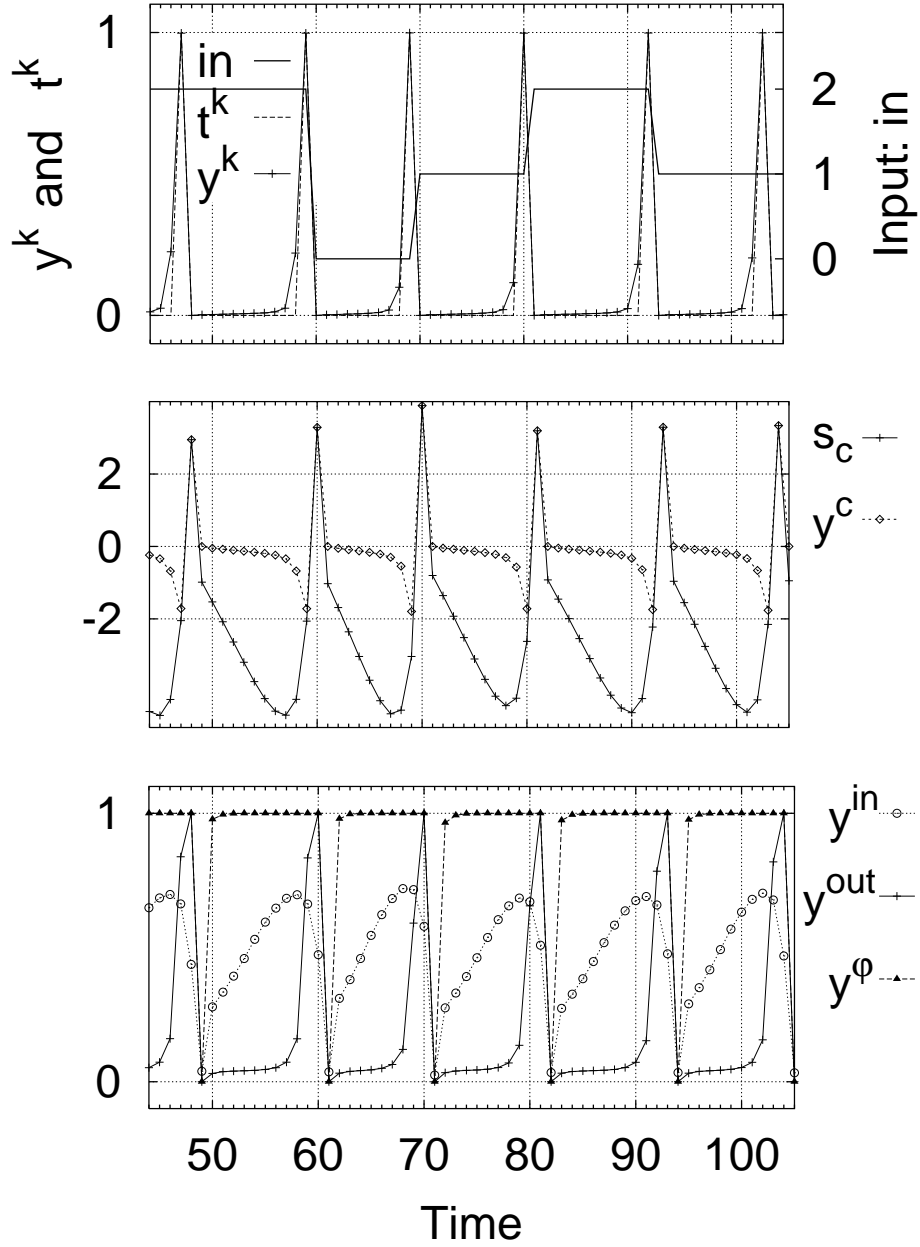 y^k and t^k
1
0
in
t^k
y^k
2
1
0
Input: in
2
0
-2
s_c
y^c
1
0
y^in
y^out
y^φ
50 60 70 80 90 100
Time